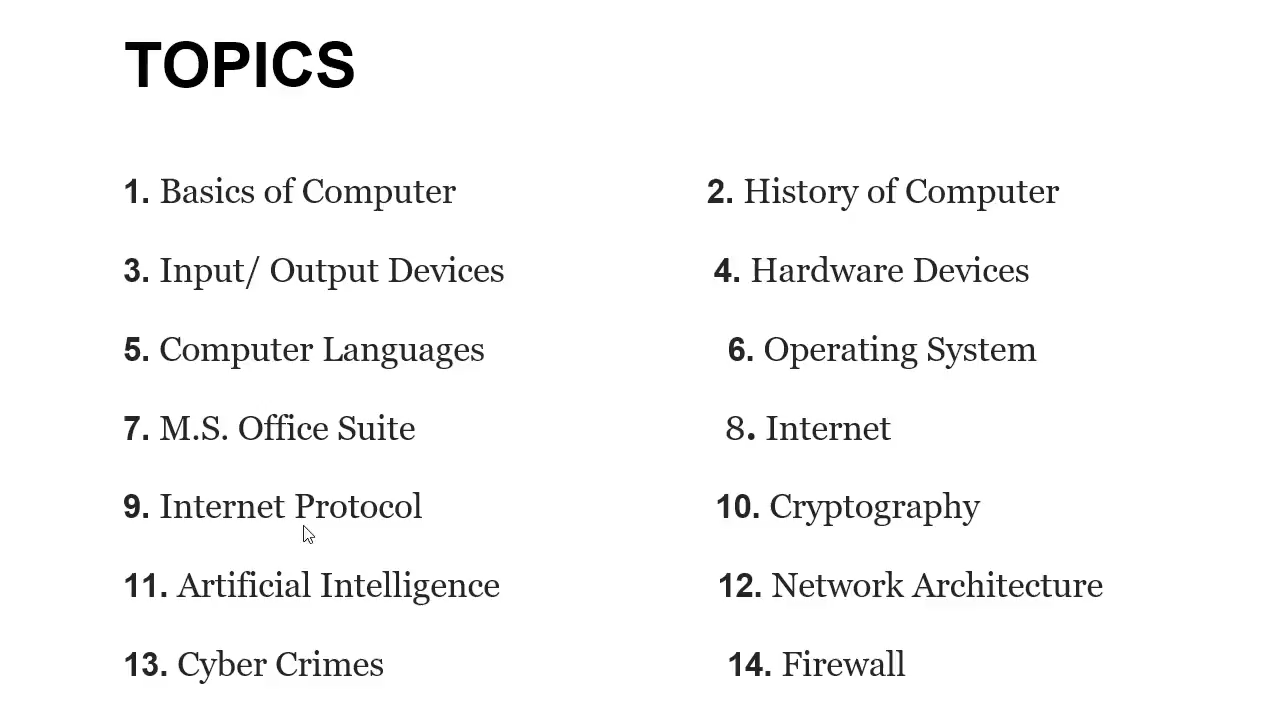 TOPICS
1. Basics of Computer 2. History of Computer
3. Input/ Output Devices 4. Hardware Devices
5. Computer Languages 6. Operating System
7. M.S. Office Suite 8. Internet
9. Internet Protocol 10. Cryptography
11. Artificial Intelligence 12. Network Architecture
13. Cyber Crimes 14. Firewall